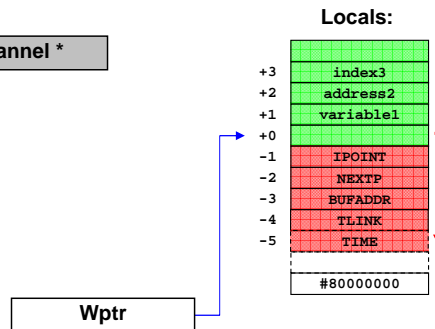 Locals:
annel *
+3 index3
+2 address2
+1 variable1
+0
-1 IPOINT
-2 NEXTP
-3 BUFADDR
-4 TLINK
-5 TIME
#80000000
Wptr